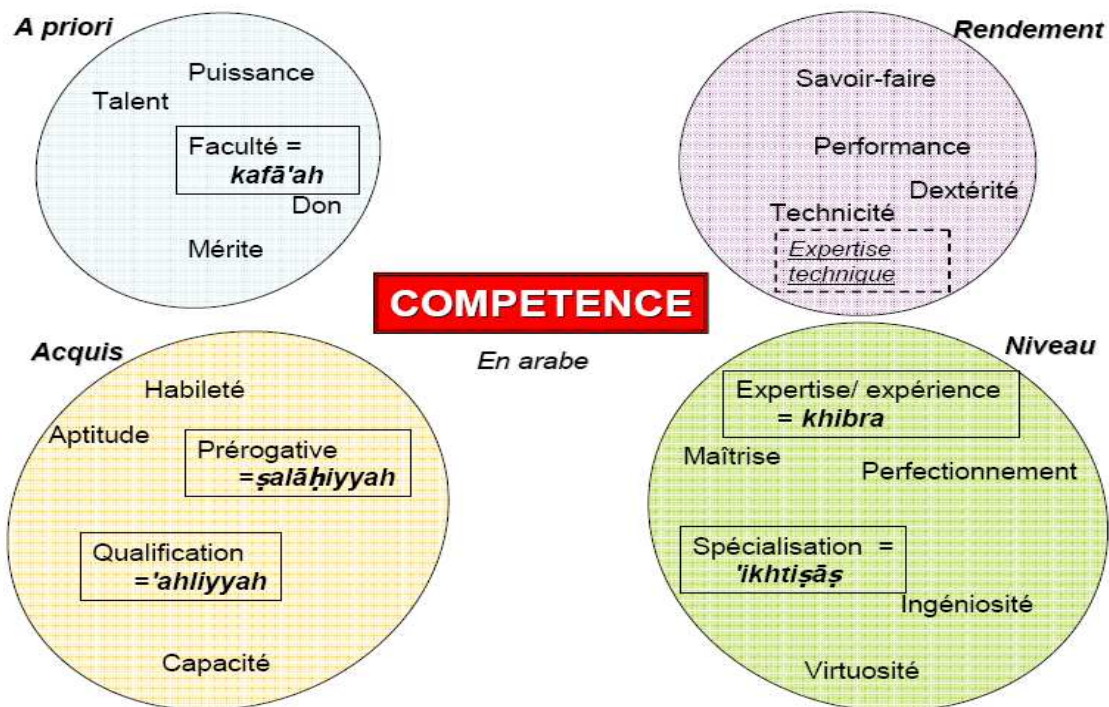 A priori
Puissance
Talent
Faculté =
kafā'ah
Don
Mérite
Rendement
Savoir-faire
Performance
Dextérité
Technicité
Expertise
technique
COMPETENCE
En arabe
Acquis
Habileté
Aptitude
Prérogative
=ṣalāḥiyyah
Qualification
='ahliyyah
Capacité
Niveau
Expertise/ expérience
= khibra
Maîtrise
Perfectionnement
Spécialisation =
'ikhtiṣāṣ
Ingéniosité
Virtuosité